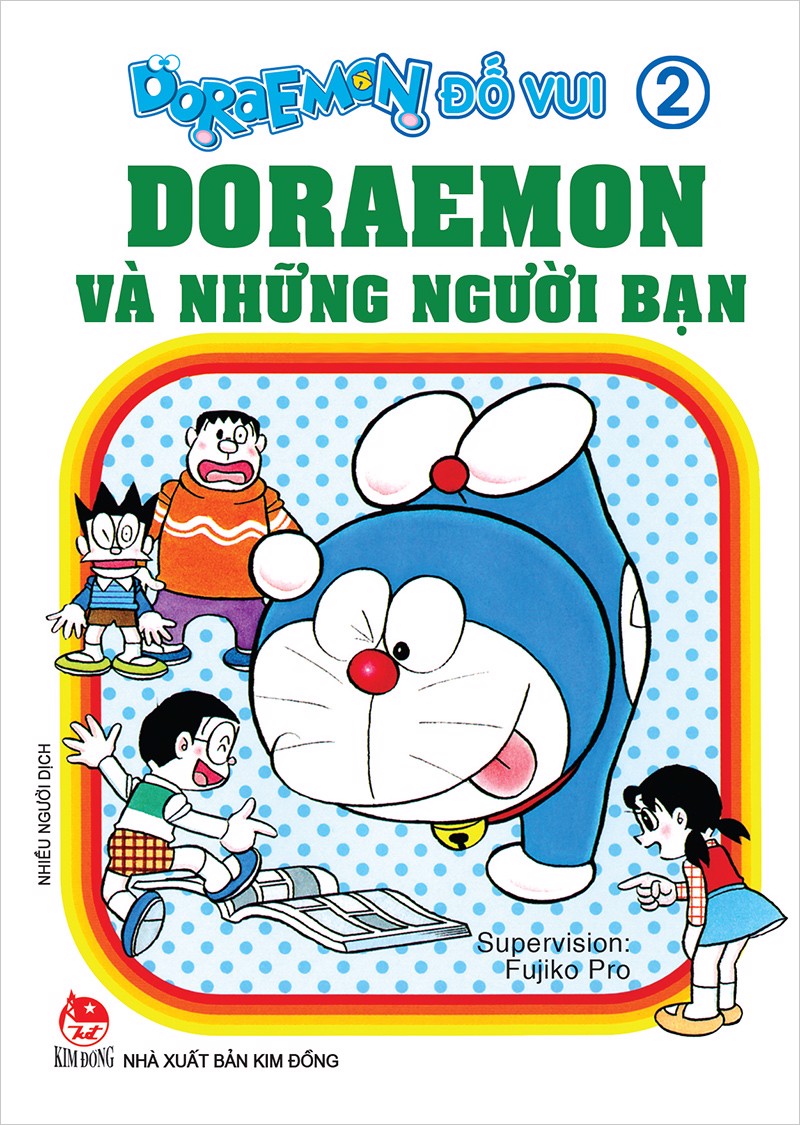 DORAEMON ĐỐ VUI 2
DORAEMON
VÀ NHỮNG NGƯỜI BẠN
NHIỀU NGƯỜI DỊCH
Supervision:
Fujiko Pro
KIM ĐỒNG
NHÀ XUẤT BẢN KIM ĐỒNG